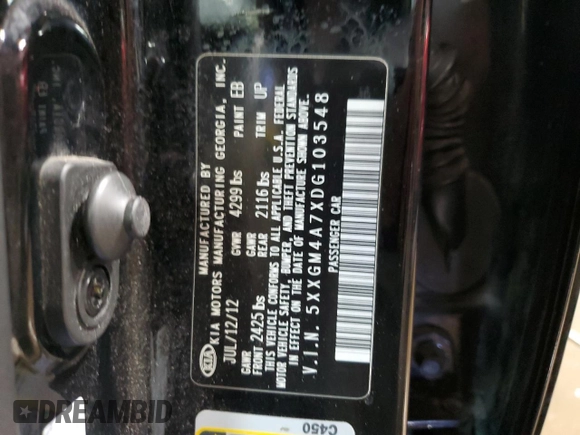 MANUFACTURED BY
KIA KIA MOTORS MANUFACTURING GEORGIA, INC.
JUL/12/12 GVWR 4299 lbs PAINT EB
GAWR FRONT 2425 lbs GAWR REAR 2116 lbs TRIM UP
THIS VEHICLE CONFORMS TO ALL APPLICABLE U.S.A. FEDERAL
MOTOR VEHICLE SAFETY, BUMPER, AND THEFT PREVENTION STANDARDS
IN EFFECT ON THE DATE OF MANUFACTURE SHOWN ABOVE.
V.I.N. 5XXGM4A7XDG103548
PASSENGER CAR
C450
DREAMBID